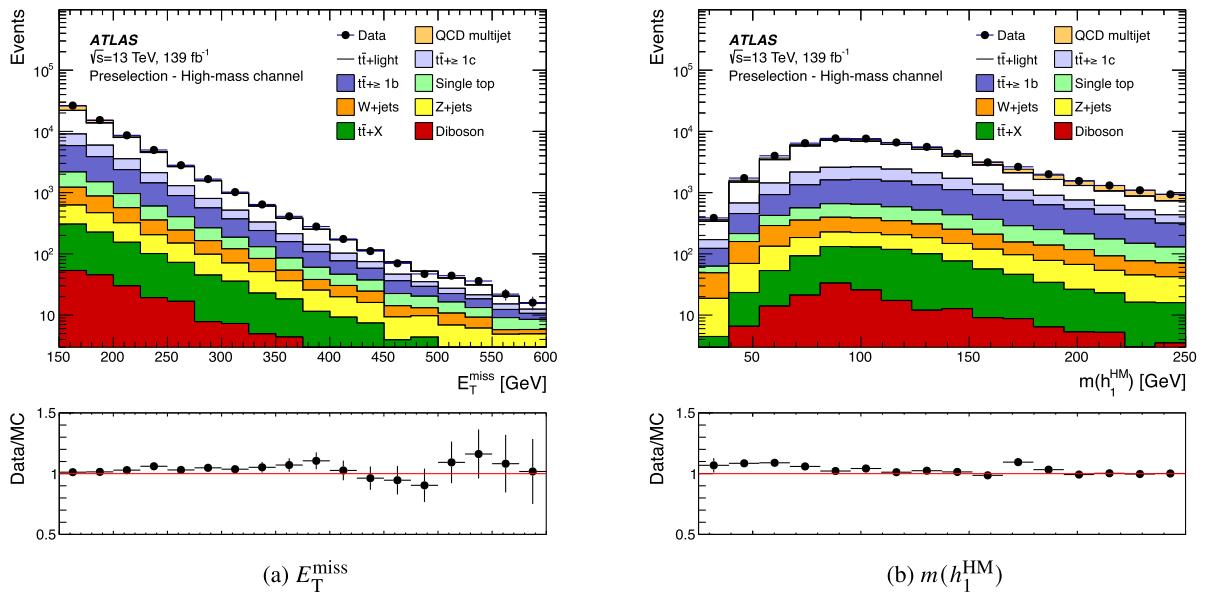 Events
10⁵
10⁴
10³
10²
10
ATLAS
√s=13 TeV, 139 fb⁻¹
Preselection - High-mass channel
Data
QCD multijet
tt̄+light
tt̄+≥ 1c
tt̄+≥ 1b
Single top
W+jets
Z+jets
tt̄+X
Diboson
150 200 250 300 350 400 450 500 550 600
E_T^miss [GeV]
Data/MC
1.5
1
0.5
(a) E_T^miss
Events
10⁵
10⁴
10³
10²
10
ATLAS
√s=13 TeV, 139 fb⁻¹
Preselection - High-mass channel
Data
QCD multijet
tt̄+light
tt̄+≥ 1c
tt̄+≥ 1b
Single top
W+jets
Z+jets
tt̄+X
Diboson
50 100 150 200 250
m(h₁^HM) [GeV]
Data/MC
1.5
1
0.5
(b) m(h₁^HM)